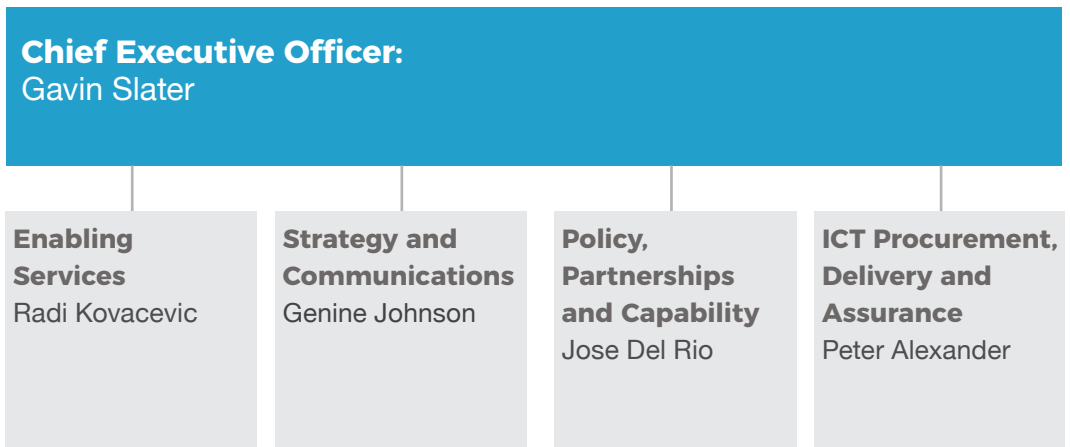 Chief Executive Officer:
Gavin Slater
Enabling
Services
Radi Kovacevic
Strategy and
Communications
Genine Johnson
Policy,
Partnerships
and Capability
Jose Del Rio
ICT Procurement,
Delivery and
Assurance
Peter Alexander